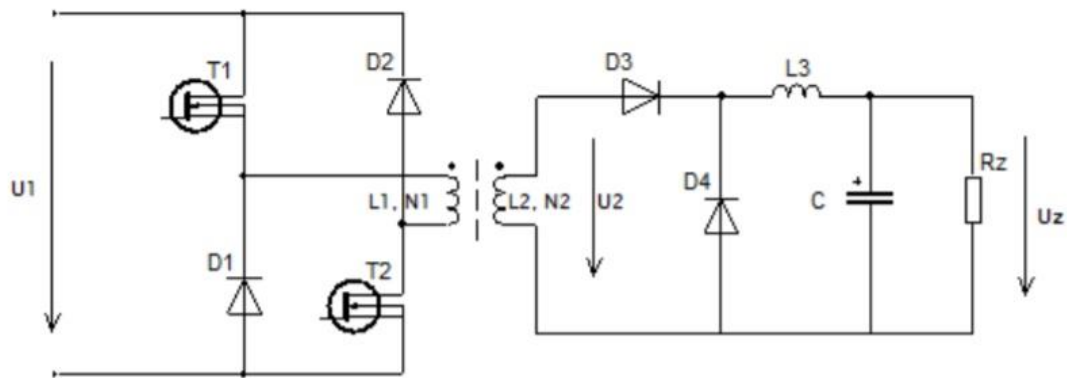 T1
D2
D3
L3
U1
L1, N1
L2, N2
U2
D4
+
C
Rz
Uz
D1
T2